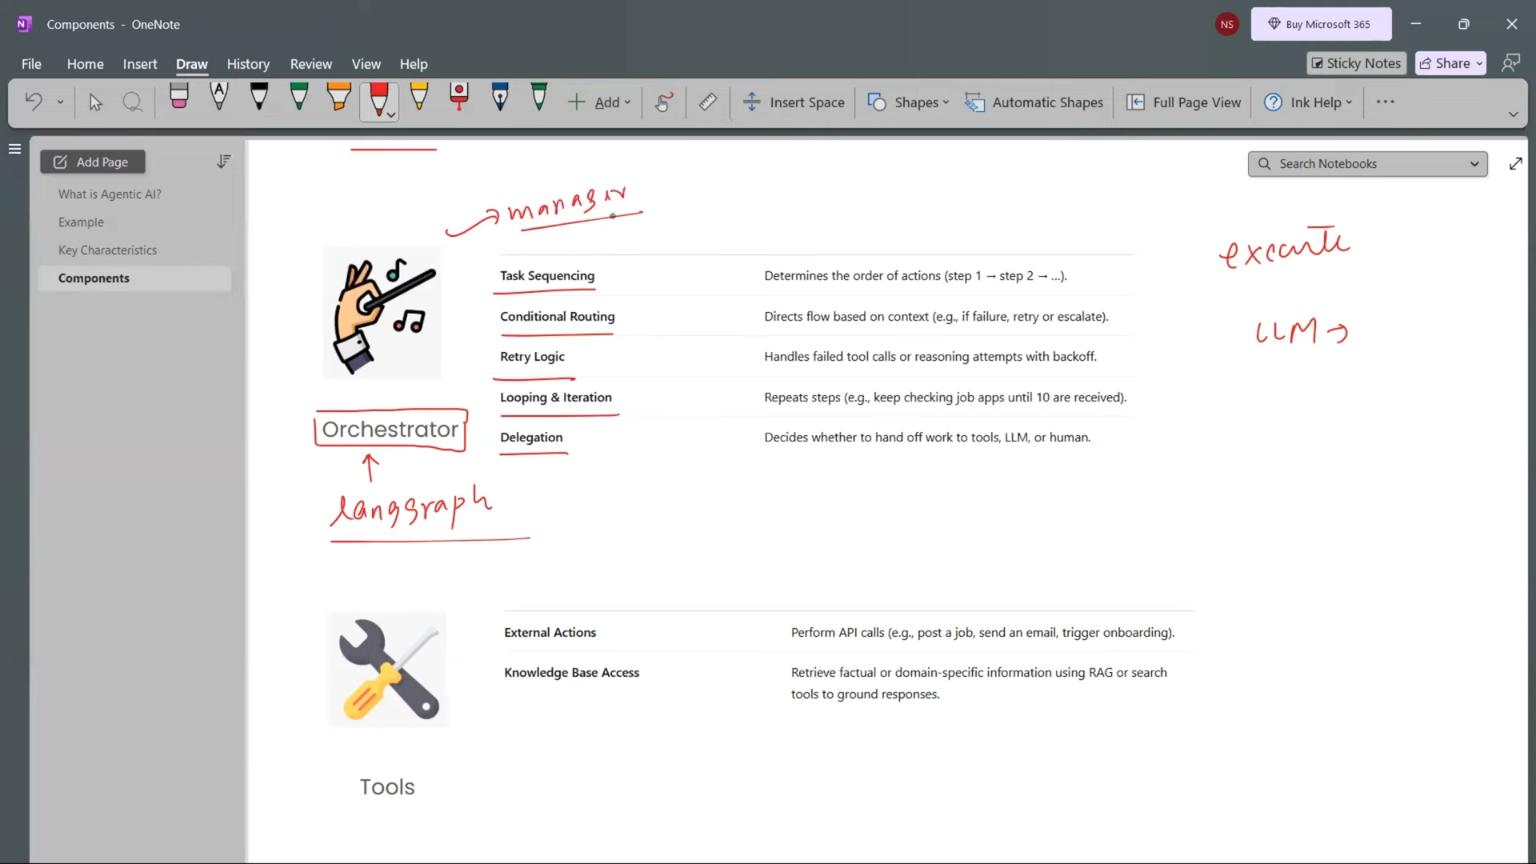 Components - OneNote
NS
Buy Microsoft 365
File Home Insert Draw History Review View Help
Sticky Notes
Share
Add
Insert Space
Shapes
Automatic Shapes
Full Page View
Ink Help
Add Page
Search Notebooks
What is Agentic AI?
Example
Key Characteristics
Components
manager
execute
LLM →
Task Sequencing Determines the order of actions (step 1 → step 2 → ...).
Conditional Routing Directs flow based on context (e.g., if failure, retry or escalate).
Retry Logic Handles failed tool calls or reasoning attempts with backoff.
Looping & Iteration Repeats steps (e.g., keep checking job apps until 10 are received).
Delegation Decides whether to hand off work to tools, LLM, or human.
Orchestrator
langgraph
External Actions Perform API calls (e.g., post a job, send an email, trigger onboarding).
Knowledge Base Access Retrieve factual or domain-specific information using RAG or search
tools to ground responses.
Tools